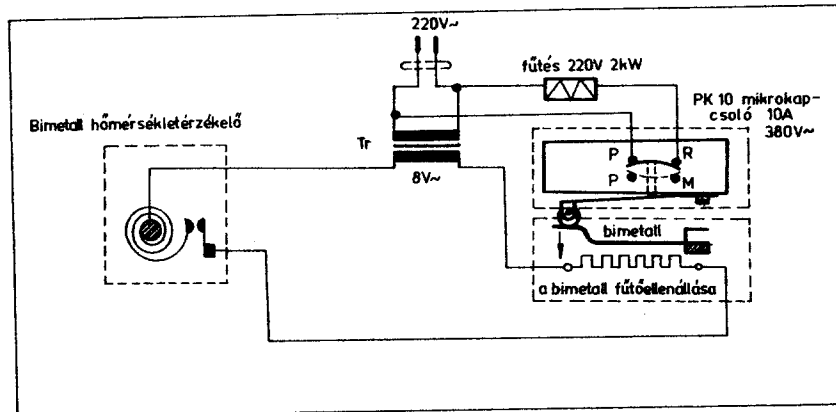 220V~
fűtés 220V 2kW
PK 10 mikrokap-
csoló 10A
380V~
Bimetall hőmérsékletérzékelő
Tr
8V~
P R
P M
bimetall
a bimetall fűtőellenállása